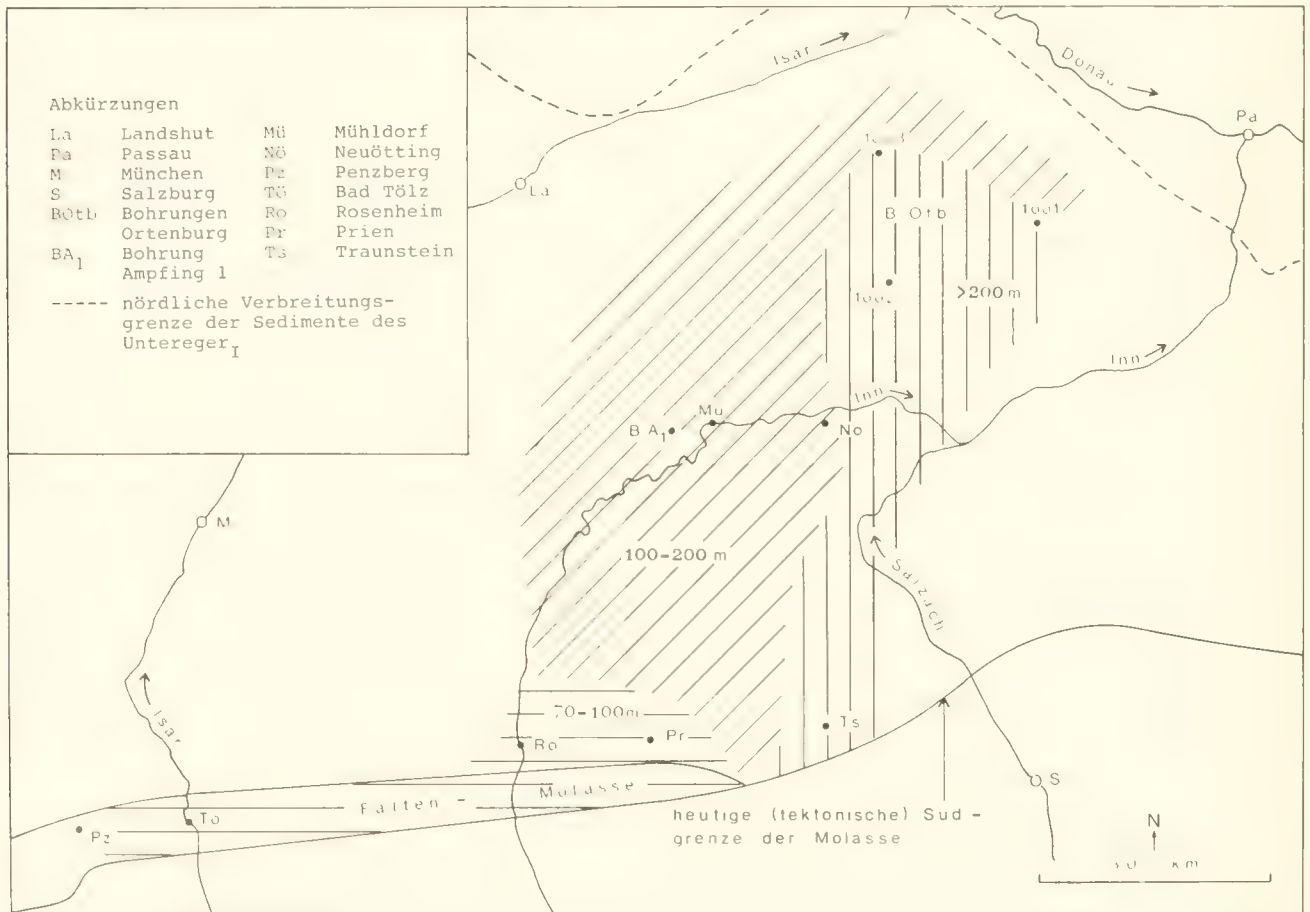 Abkürzungen
La Landshut Mü Mühldorf
Pa Passau Nö Neuötting
M München Pz Penzberg
S Salzburg Tö Bad Tölz
BOtb Bohrungen Ro Rosenheim
Ortenburg Pr Prien
BA1 Bohrung Ts Traunstein
Ampfing 1
----- nördliche Verbreitungs-
grenze der Sedimente des
UnteregerI
Isar
Donau
Pa
La
1001
B Otb
1002
>200 m
Inn
Inn
Mu
B A1
No
M
100-200 m
Salzach
Isar
70-100m
Ts
Pr
Ro
Molasse
Falten -
To
Pz
S
heutige (tektonische) Sud -
grenze der Molasse
N
km